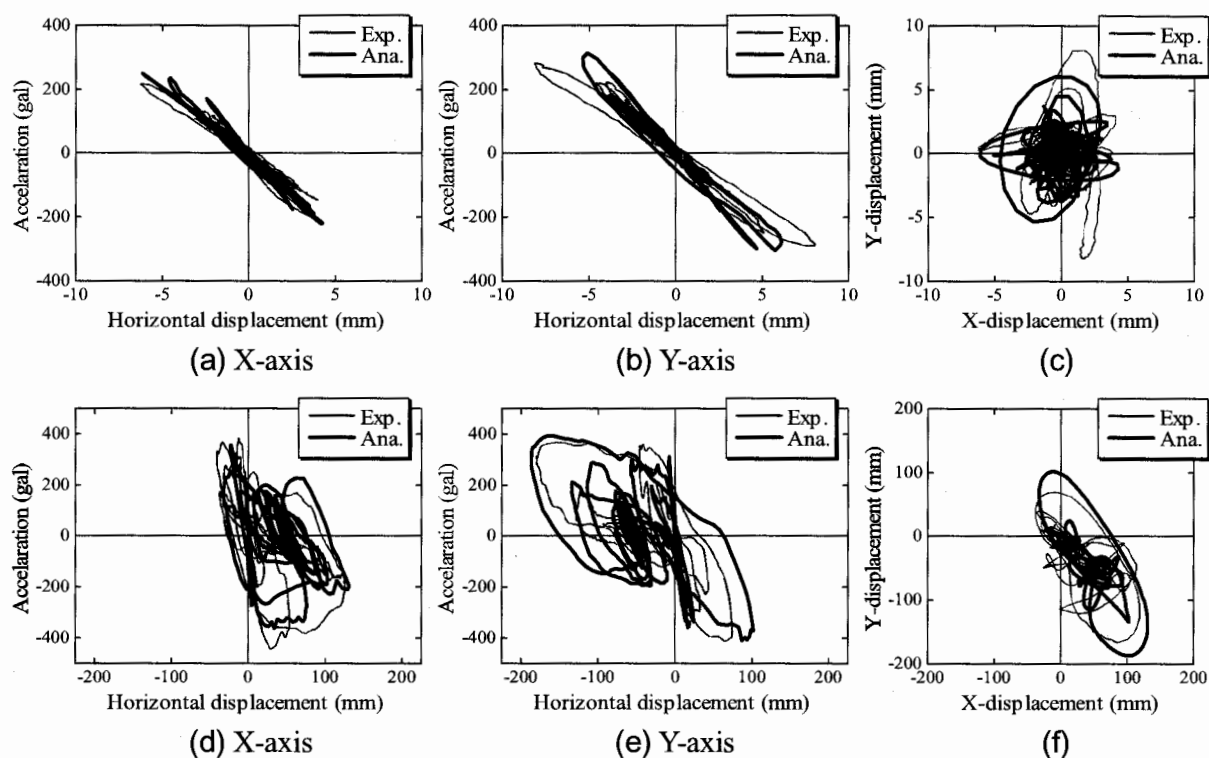 Accelaration (gal)
400
200
0
-200
-400
-10
-5
0
5
10
Horizontal displacement (mm)
Exp.
Ana.
(a) X-axis
Accelaration (gal)
400
200
0
-200
-400
-10
-5
0
5
10
Horizontal displacement (mm)
Exp.
Ana.
(b) Y-axis
Y-displacement (mm)
10
5
0
-5
-10
-10
-5
0
5
10
X-displacement (mm)
Exp.
Ana.
(c)
Accelaration (gal)
400
200
0
-200
-400
-200
-100
0
100
200
Horizontal displacement (mm)
Exp.
Ana.
(d) X-axis
Accelaration (gal)
400
200
0
-200
-400
-200
-100
0
100
200
Horizontal displacement (mm)
Exp.
Ana.
(e) Y-axis
Y-displacement (mm)
200
100
0
-100
-200
-200
-100
0
100
200
X-displacement (mm)
Exp.
Ana.
(f)